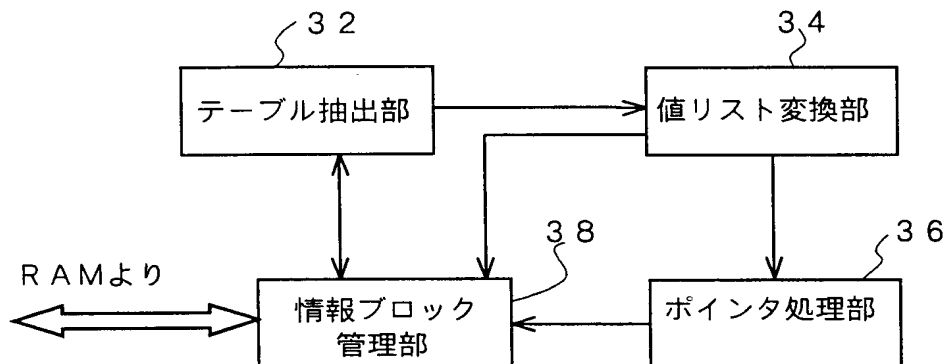 32
34
テーブル抽出部
値リスト変換部
38
36
RAMより
情報ブロック
管理部
ポインタ処理部